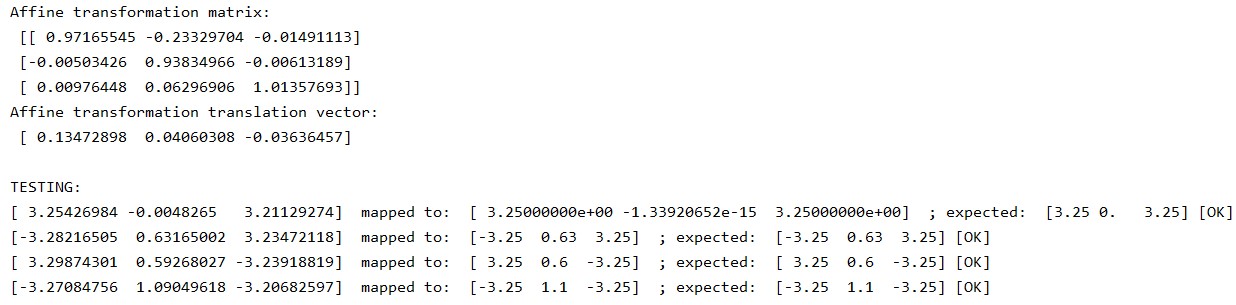 Affine transformation matrix:
[[ 0.97165545 -0.23329704 -0.01491113]
[-0.00503426  0.93834966 -0.00613189]
[ 0.00976448  0.06296906  1.01357693]]
Affine transformation translation vector:
[ 0.13472898  0.04060308 -0.03636457]
TESTING:
[ 3.25426984 -0.0048265   3.21129274]  mapped to:  [ 3.25000000e+00 -1.33920652e-15  3.25000000e+00]  ; expected:  [3.25 0.   3.25] [OK]
[-3.28216505  0.63165002  3.23472118]  mapped to:  [-3.25  0.63  3.25]  ; expected:  [-3.25  0.63  3.25] [OK]
[ 3.29874301  0.59268027 -3.23918819]  mapped to:  [ 3.25  0.6  -3.25]  ; expected:  [ 3.25  0.6  -3.25] [OK]
[-3.27084756  1.09049618 -3.20682597]  mapped to:  [-3.25  1.1  -3.25]  ; expected:  [-3.25  1.1  -3.25] [OK]